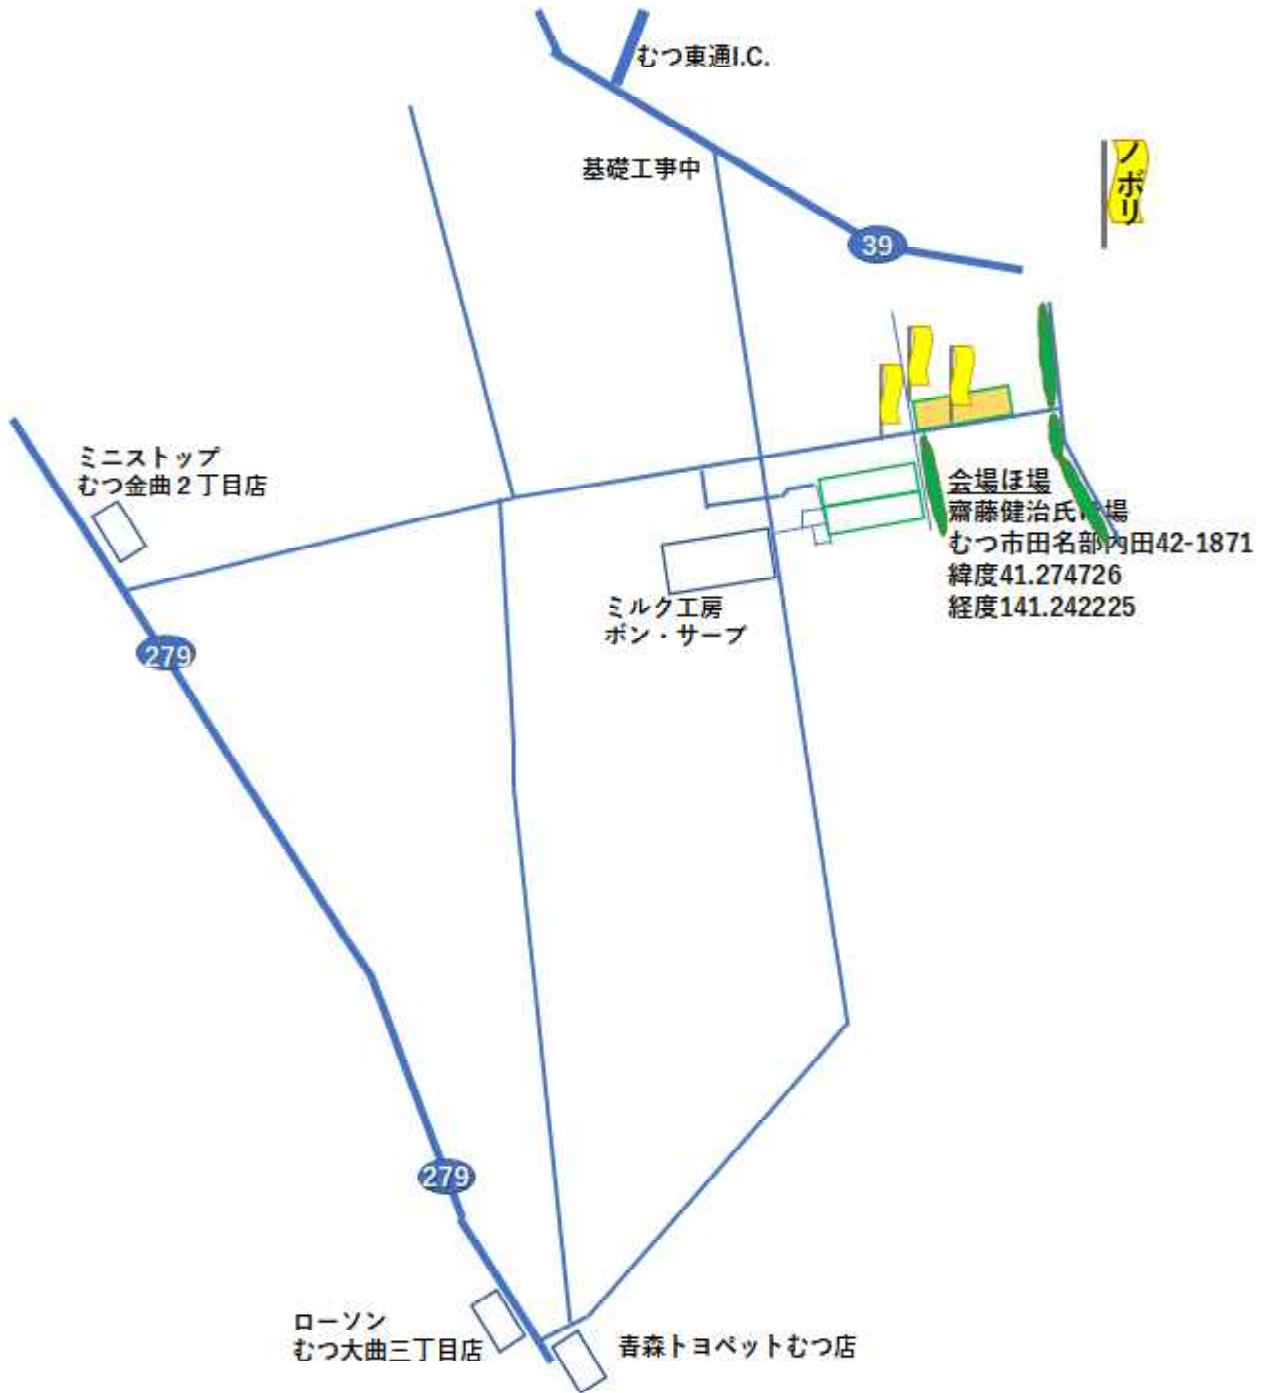 むつ東通I.C.
基礎工事中
ノボリ
39
ミニストップ
むつ金曲２丁目店
会場ほ場
齋藤健治氏ほ場
むつ市田名部内田42-1871
緯度41.274726
経度141.242225
ミルク工房
ボン・サーブ
279
279
ローソン
むつ大曲三丁目店
青森トヨペットむつ店